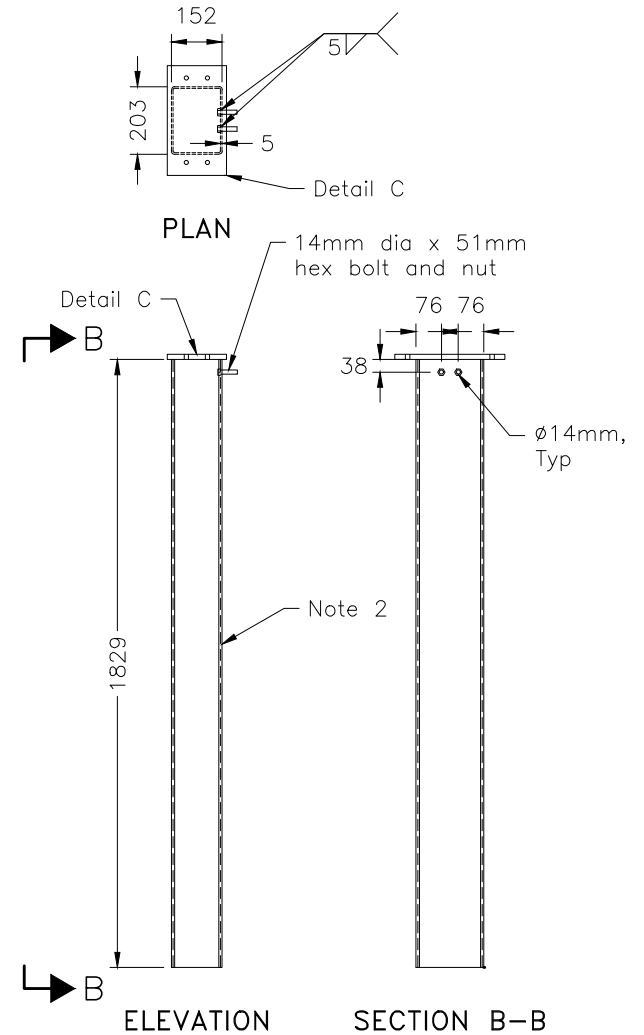 152
5
203
5
Detail C
PLAN
14mm dia x 51mm
hex bolt and nut
Detail C
76 76
B
38
ø14mm,
Typ
Note 2
1829
B
ELEVATION
SECTION B-B